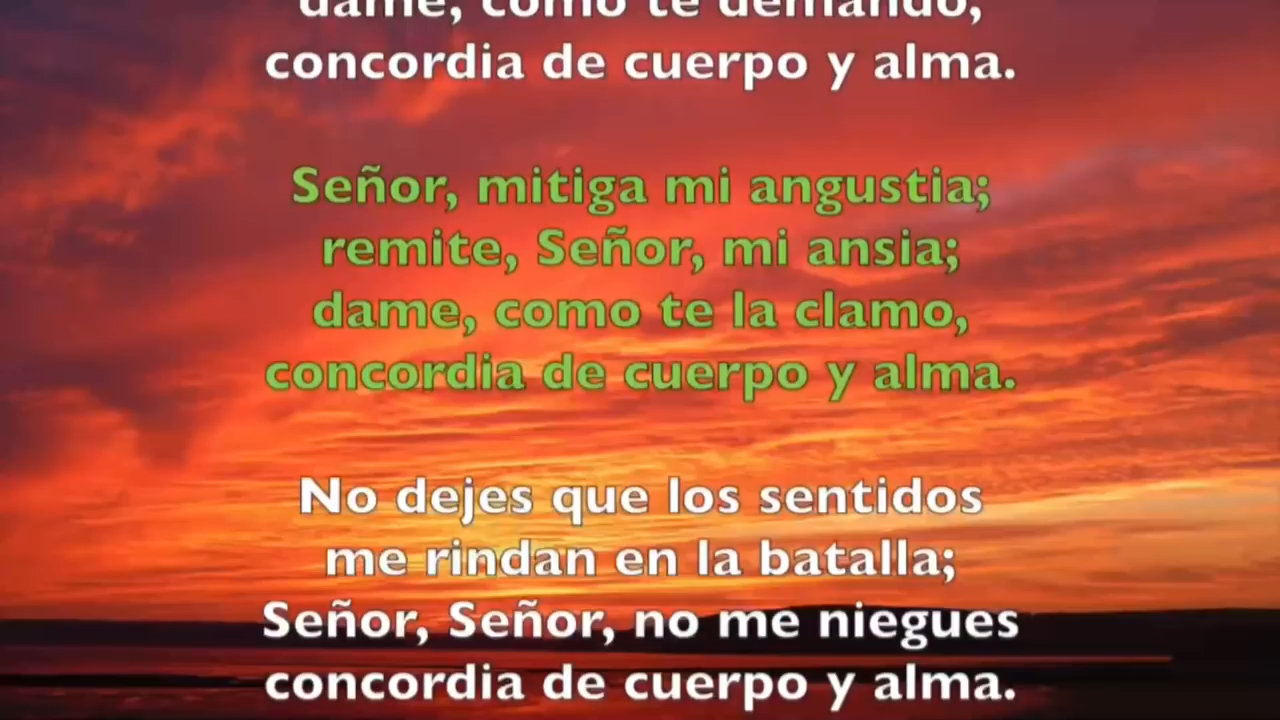 dame, como te demando,
concordia de cuerpo y alma.
Señor, mitiga mi angustia;
remite, Señor, mi ansia;
dame, como te la clamo,
concordia de cuerpo y alma.
No dejes que los sentidos
me rindan en la batalla;
Señor, Señor, no me niegues
concordia de cuerpo y alma.